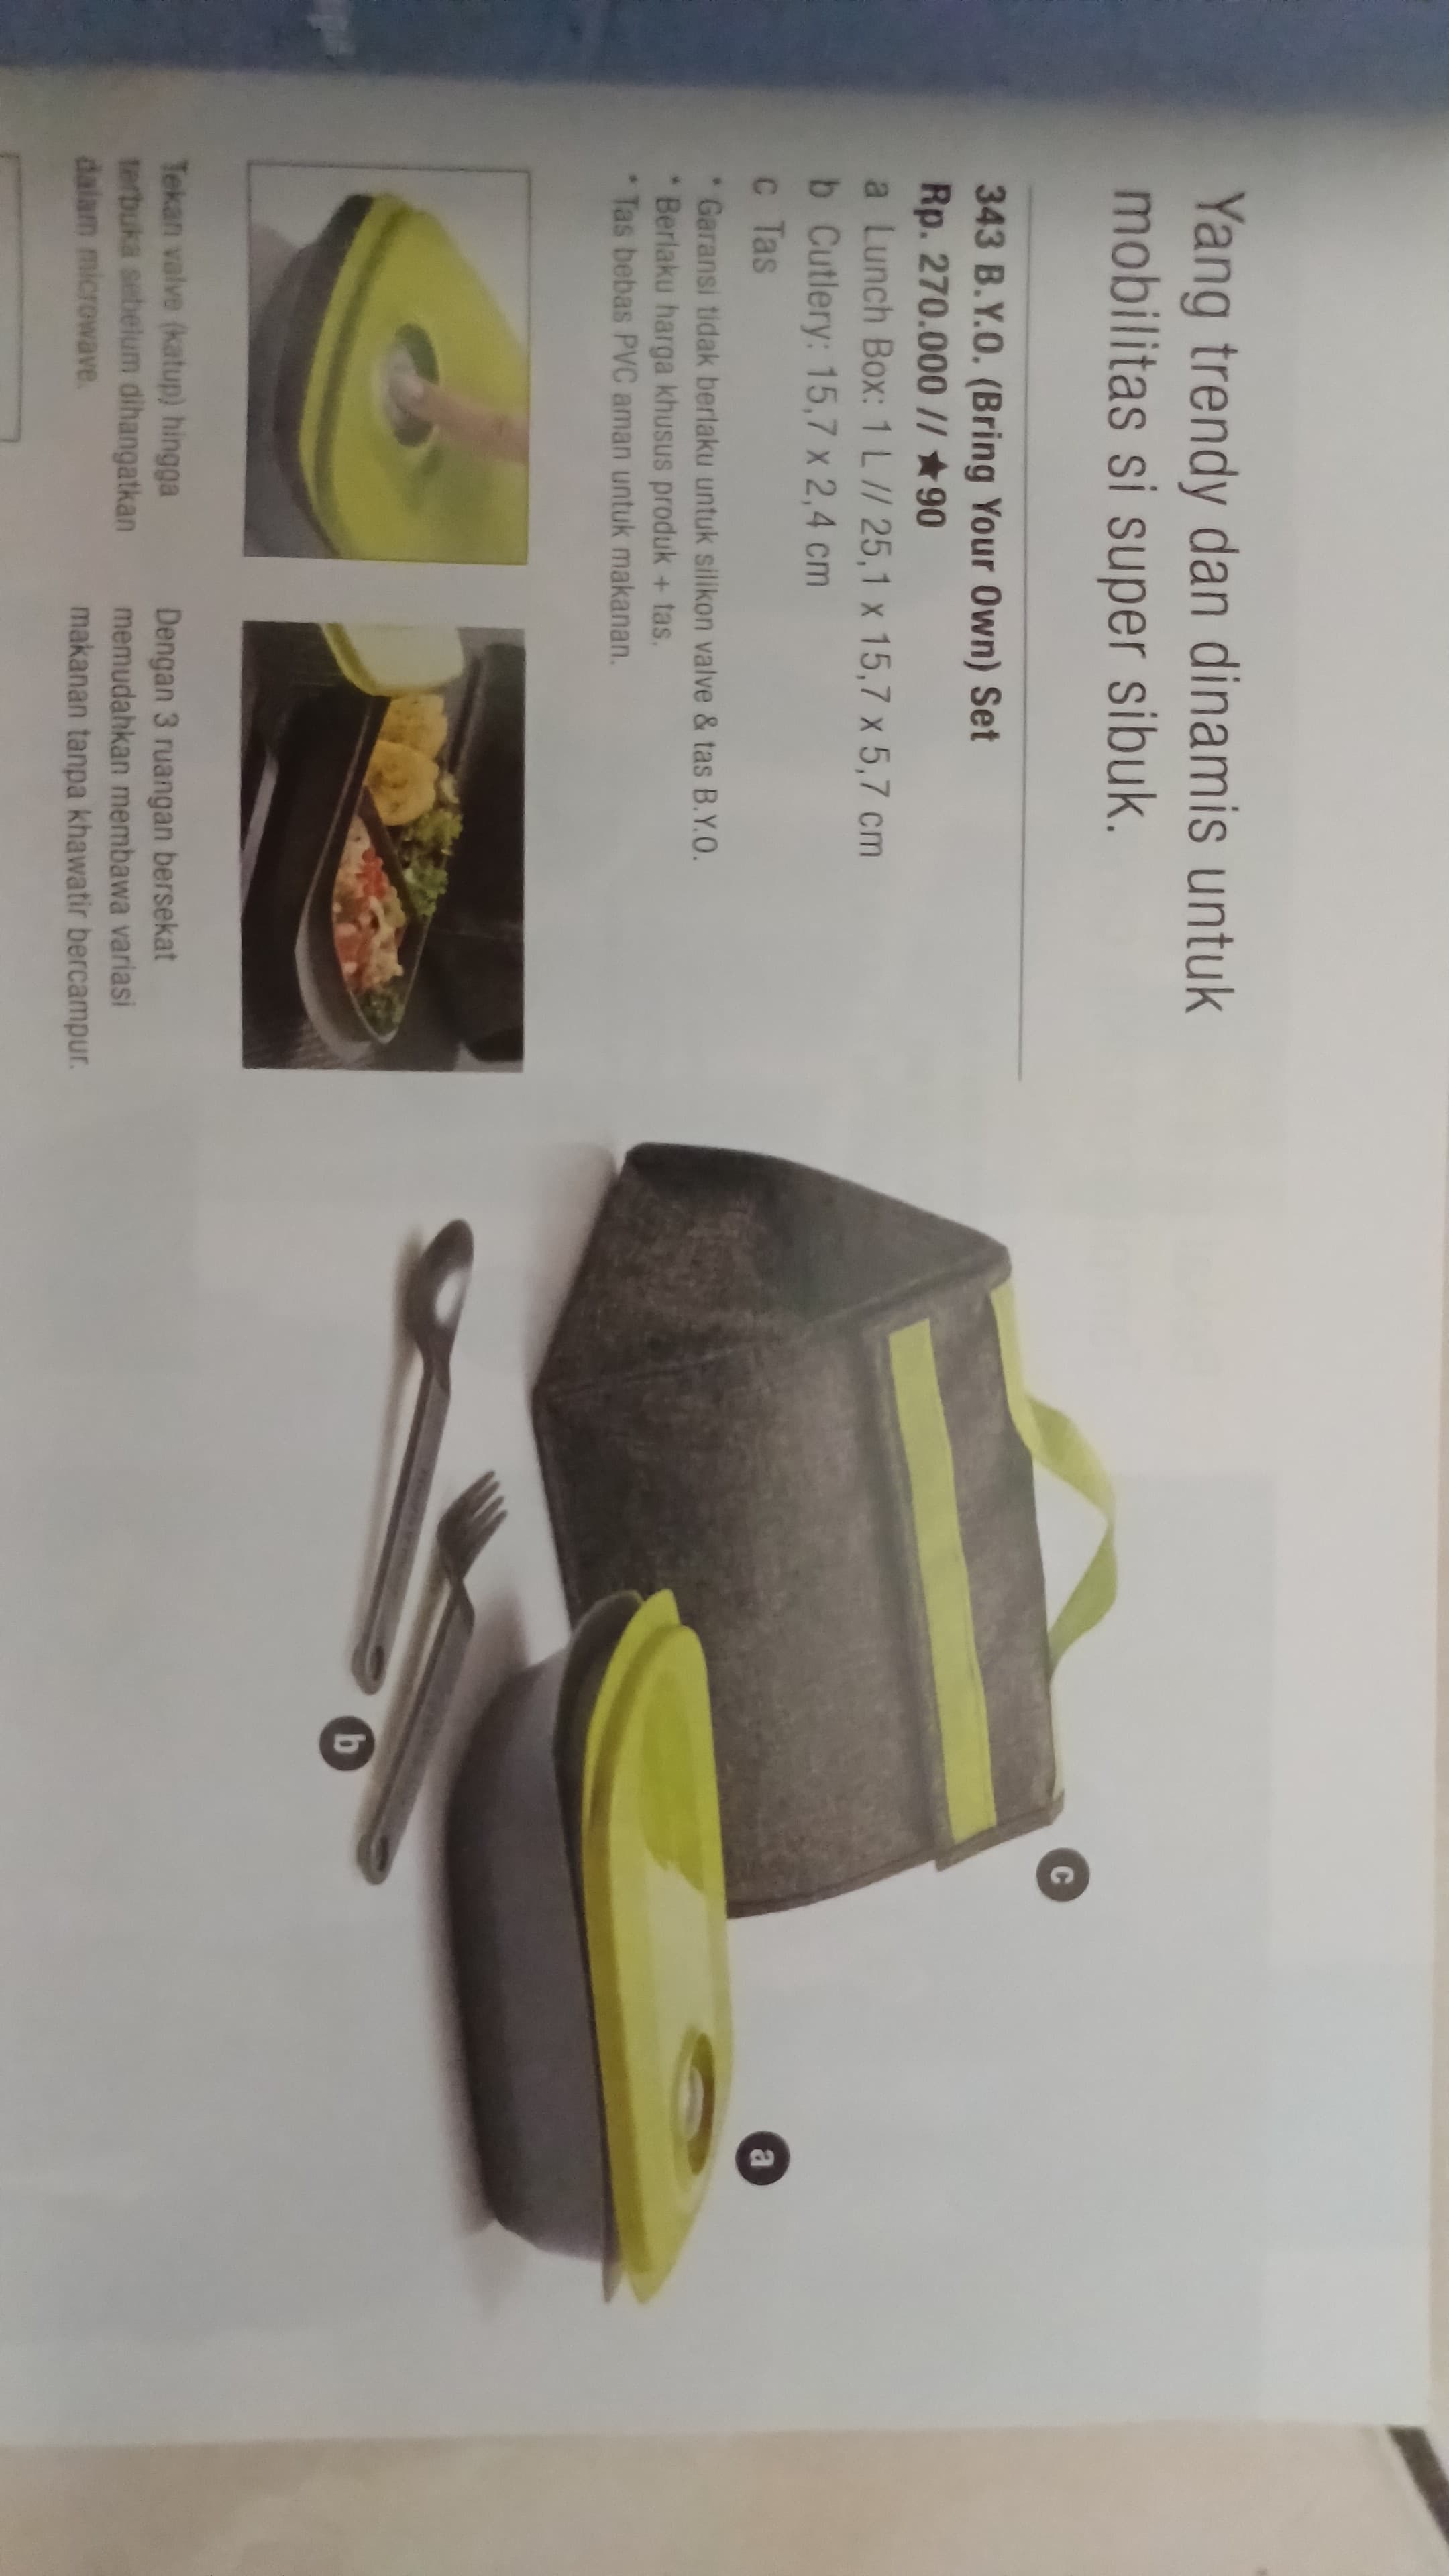 Yang trendy dan dinamis untuk
mobilitas si super sibuk.
343 B.Y.O. (Bring Your Own) Set
Rp. 270.000 // ★90
a Lunch Box: 1 L // 25,1 x 15,7 x 5,7 cm
b Cutlery: 15,7 x 2,4 cm
c Tas
* Garansi tidak berlaku untuk silikon valve & tas B.Y.O.
* Berlaku harga khusus produk + tas.
* Tas bebas PVC aman untuk makanan.
c
a
b
Tekan valve (katup) hingga
terbuka sebelum dihangatkan
dalam microwave.
Dengan 3 ruangan bersekat
memudahkan membawa variasi
makanan tanpa khawatir bercampur.